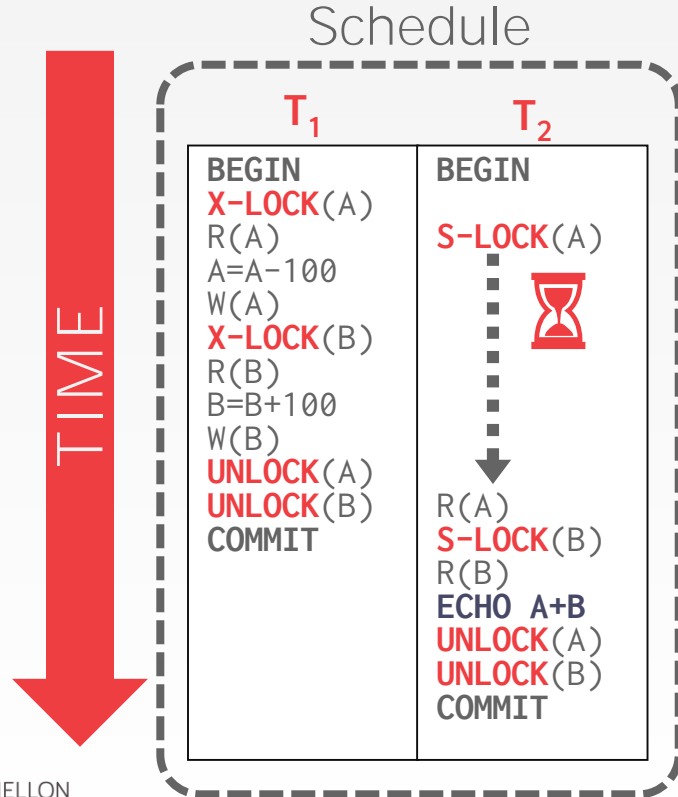 Schedule
TIME
T₁
BEGIN
X-LOCK(A)
R(A)
A=A-100
W(A)
X-LOCK(B)
R(B)
B=B+100
W(B)
UNLOCK(A)
UNLOCK(B)
COMMIT
T₂
BEGIN
S-LOCK(A)
R(A)
S-LOCK(B)
R(B)
ECHO A+B
UNLOCK(A)
UNLOCK(B)
COMMIT